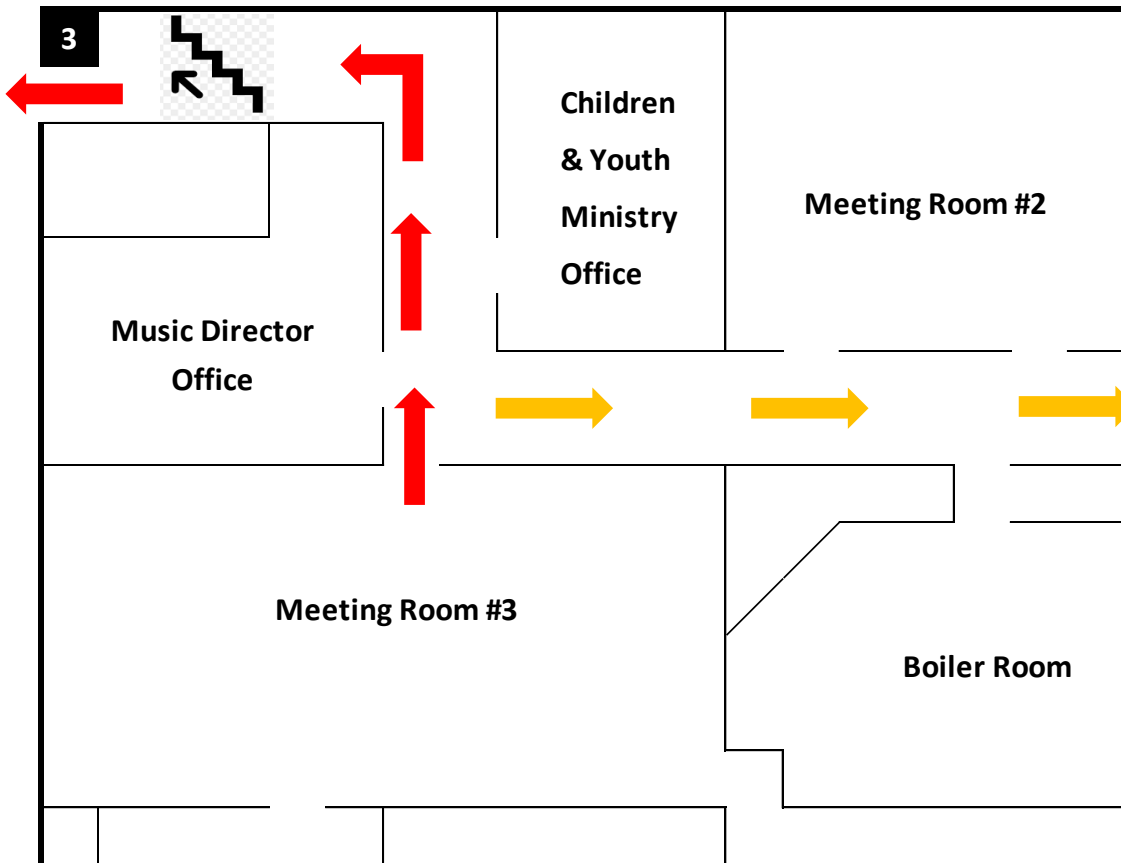 3
Children
& Youth
Ministry
Office
Meeting Room #2
Music Director
Office
Meeting Room #3
Boiler Room